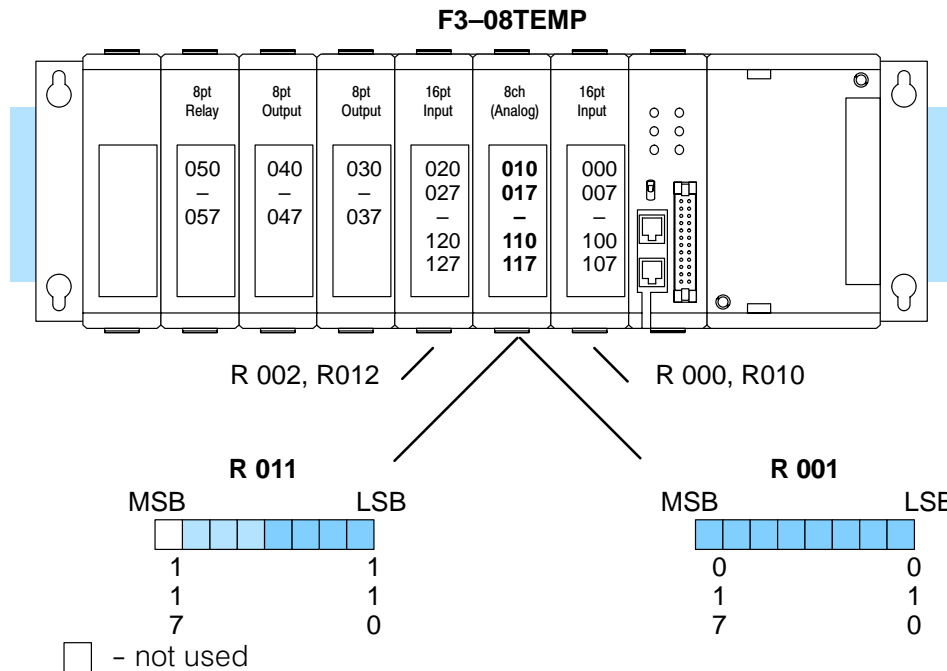 F3–08TEMP
8pt 8pt 8pt 16pt 8ch 16pt
Relay Output Output Input (Analog) Input
050 040 030 020 010 000
– – – 027 017 007
057 047 037 – – –
120 110 100
127 117 107
R 002, R012 R 000, R010
R 011 R 001
MSB LSB MSB LSB
1 1 0 0
1 1 1 1
7 0 7 0
- not used